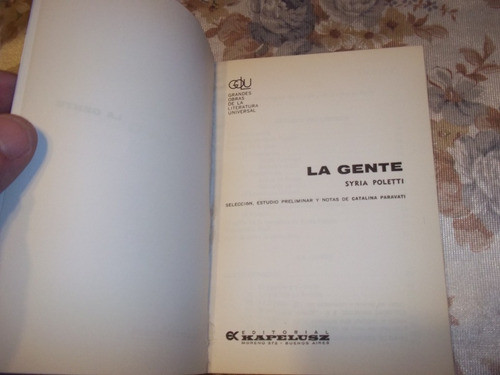 GOLU
GRANDES
OBRAS
DE LA
LITERATURA
UNIVERSAL
LA GENTE
SYRIA POLETTI
SELECCIÓN, ESTUDIO PRELIMINAR Y NOTAS DE CATALINA PARAVATI
EDITORIAL
KAPELUSZ
MORENO 372 · BUENOS AIRES